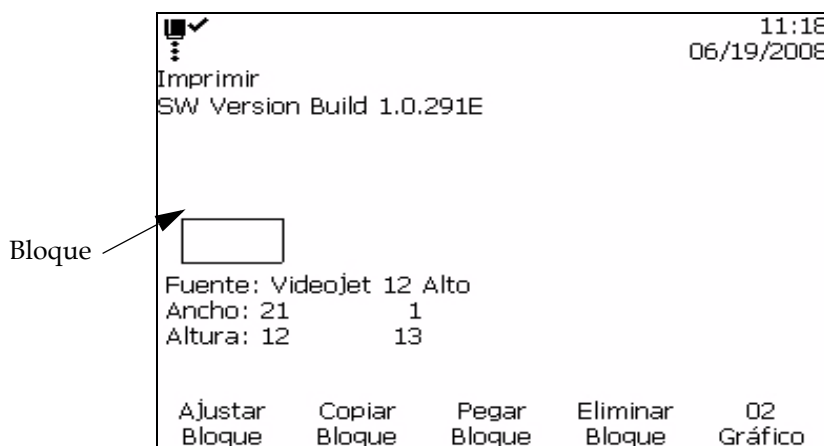 11:18
06/19/2008
Imprimir
SW Version Build 1.0.291E
Bloque
Fuente: Videojet 12 Alto
Ancho: 21 1
Altura: 12 13
Ajustar Copiar Pegar Eliminar 02
Bloque Bloque Bloque Bloque Gráfico